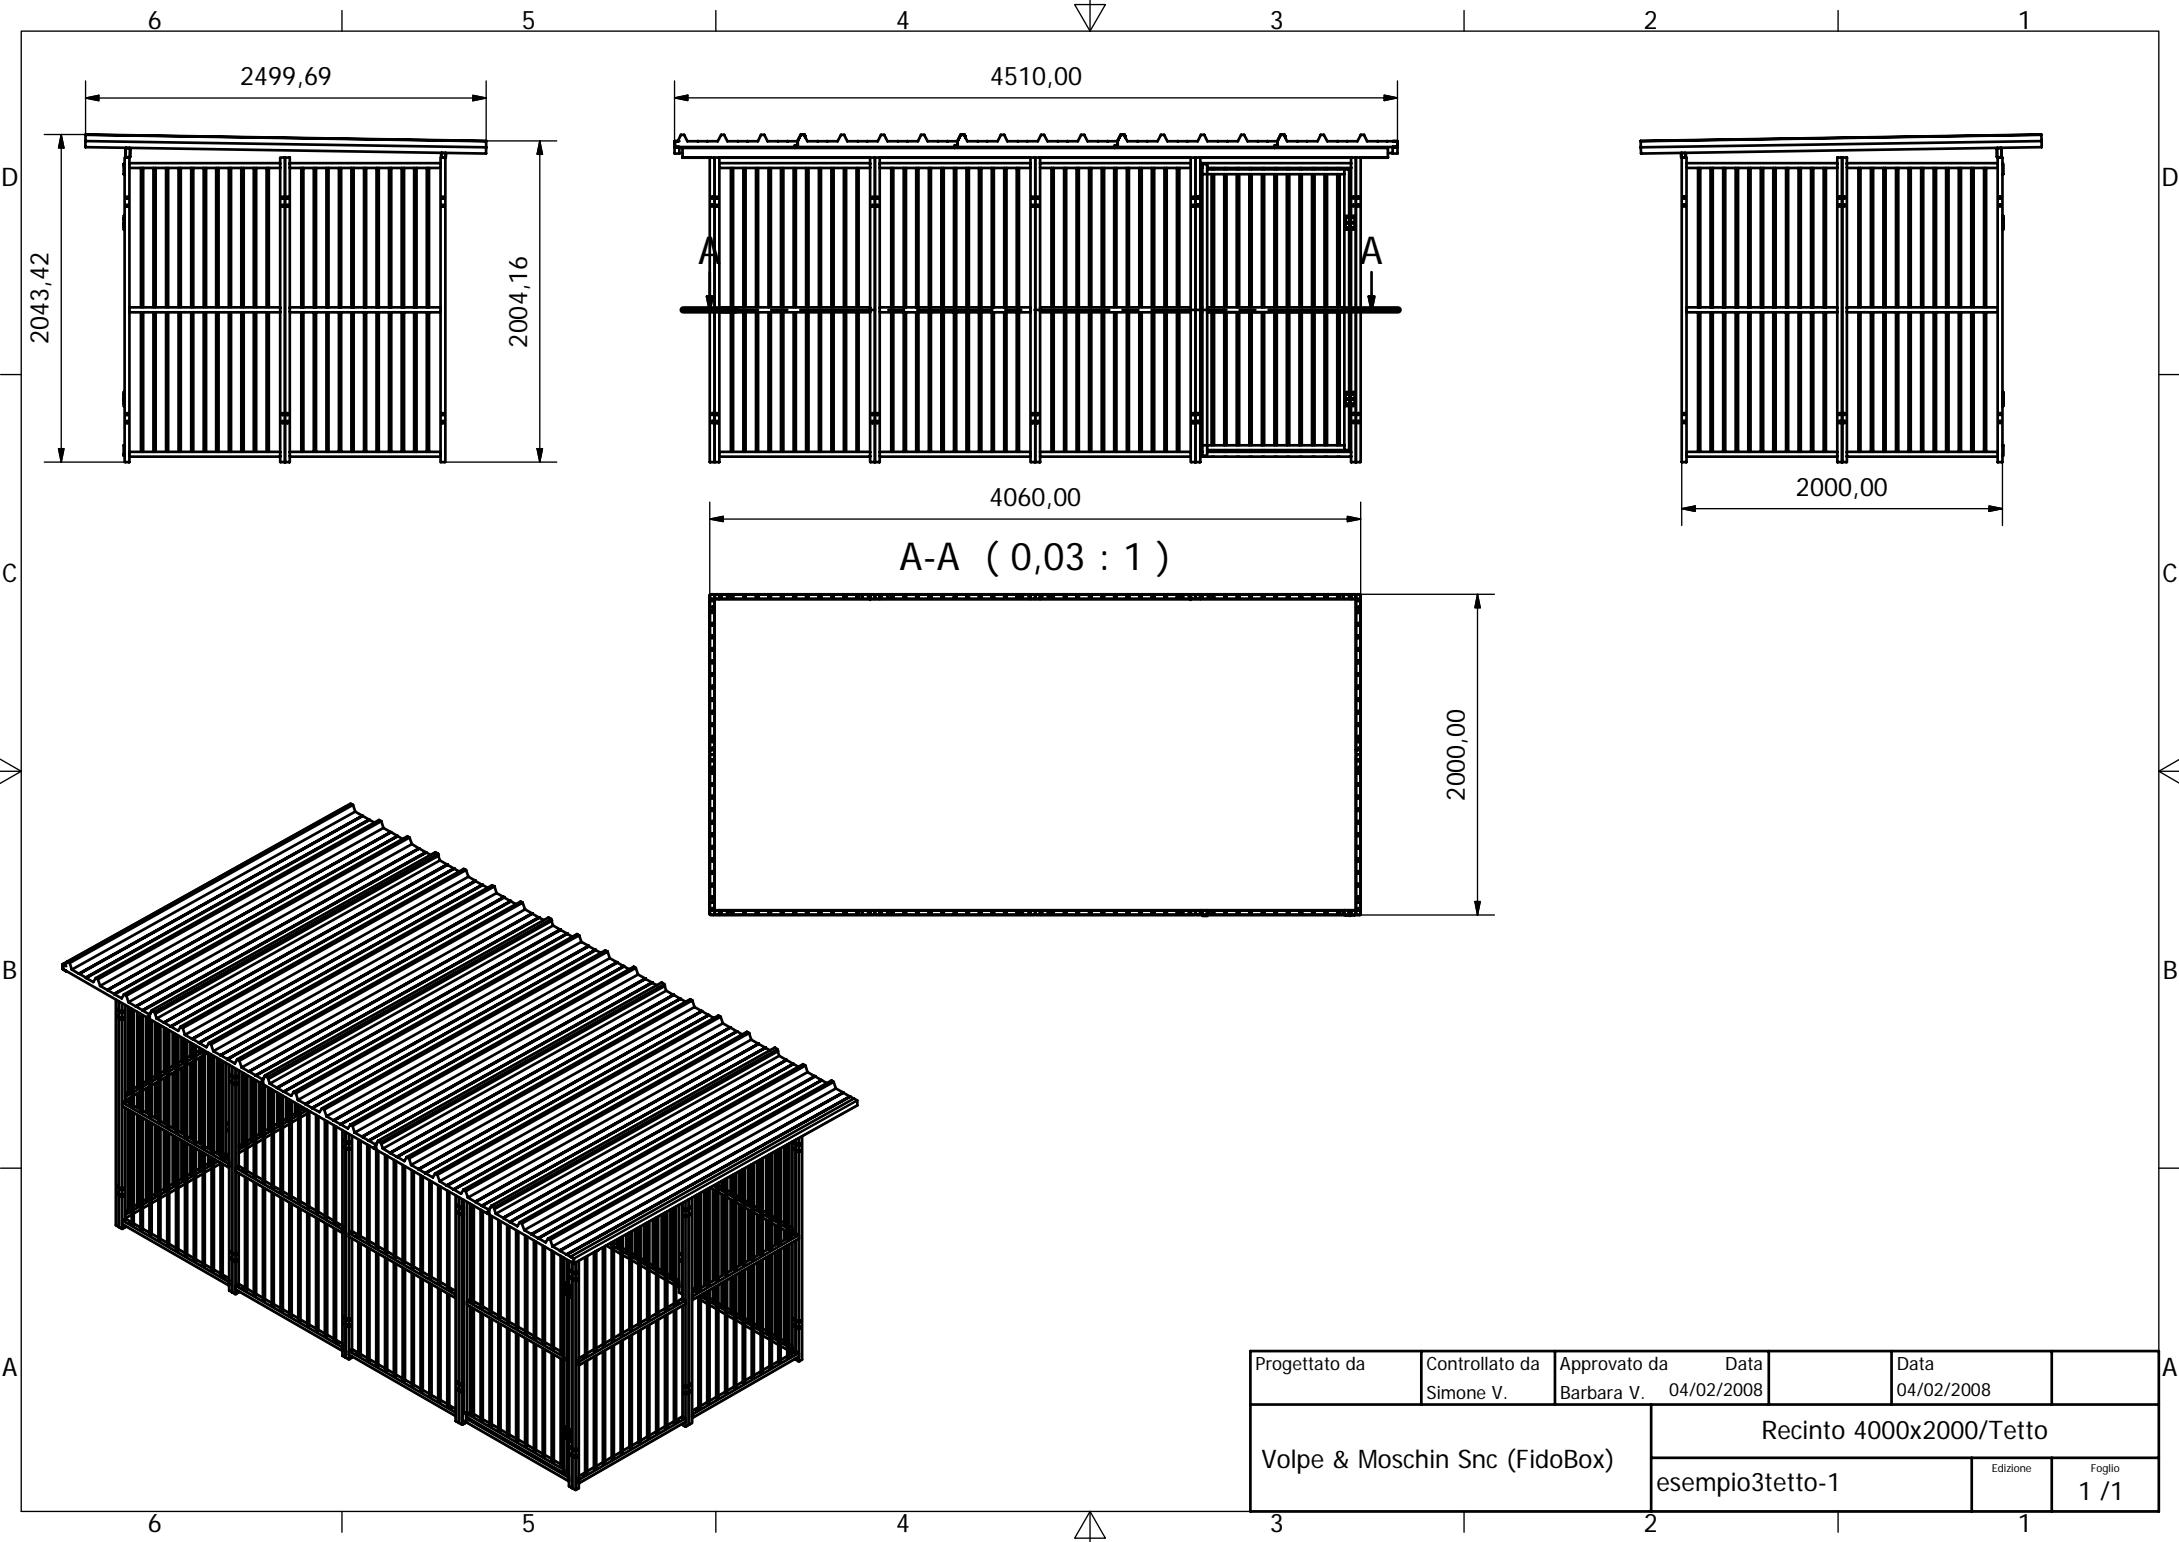 6 5 4 3 2 1
2499,69
4510,00
D D
2043,42
2004,16
A A
2000,00
4060,00
A-A ( 0,03 : 1 )
C C
2000,00
B B
A A
Progettato da
Controllato da
Simone V.
Approvato da Data
Barbara V. 04/02/2008
Data
04/02/2008
Recinto 4000x2000/Tetto
Volpe & Moschin Snc (FidoBox)
esempio3tetto-1
Edizione
Foglio
1 /1
6 5 4 3 2 1